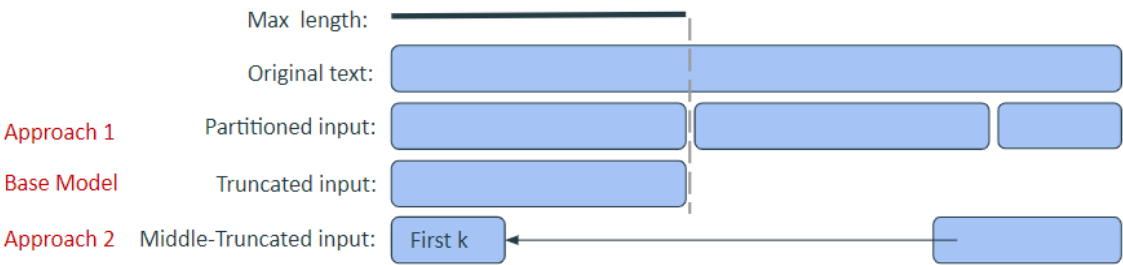 Max length:
Original text:
Approach 1 Partitioned input:
Base Model Truncated input:
Approach 2 Middle-Truncated input: First k